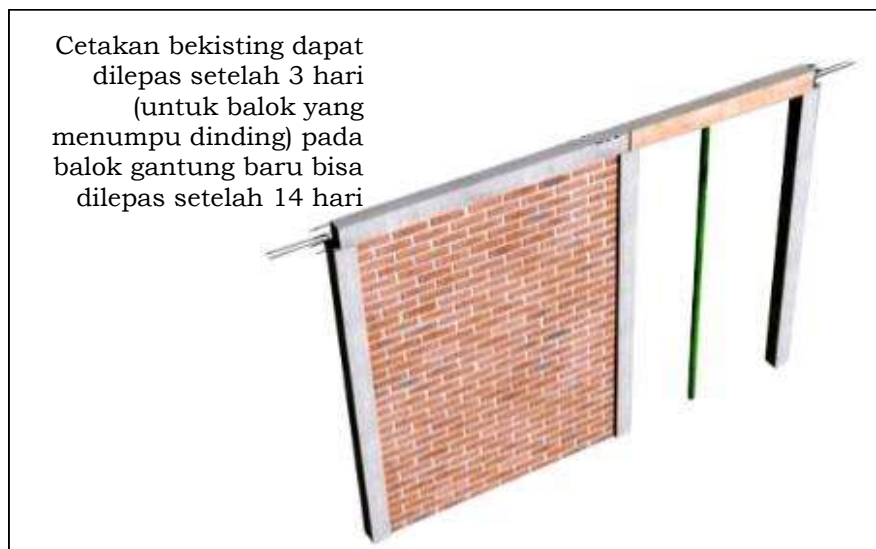 Cetakan bekisting dapat
dilepas setelah 3 hari
(untuk balok yang
menumpu dinding) pada
balok gantung baru bisa
dilepas setelah 14 hari